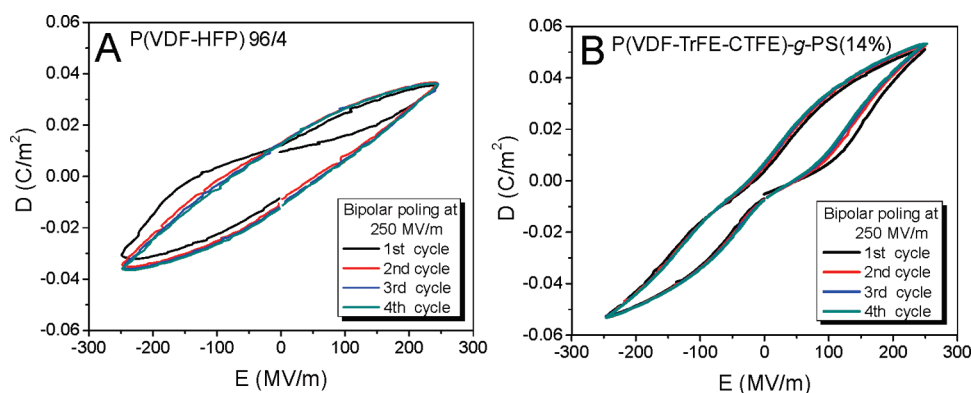 A P(VDF-HFP) 96/4
D (C/m²)
0.06
0.04
0.02
0.00
-0.02
-0.04
-0.06
Bipolar poling at
250 MV/m
1st cycle
2nd cycle
3rd cycle
4th cycle
-300 -200 -100 0 100 200 300
E (MV/m)
B P(VDF-TrFE-CTFE)-g-PS(14%)
D (C/m²)
0.06
0.04
0.02
0.00
-0.02
-0.04
-0.06
Bipolar poling at
250 MV/m
1st cycle
2nd cycle
3rd cycle
4th cycle
-300 -200 -100 0 100 200 300
E (MV/m)